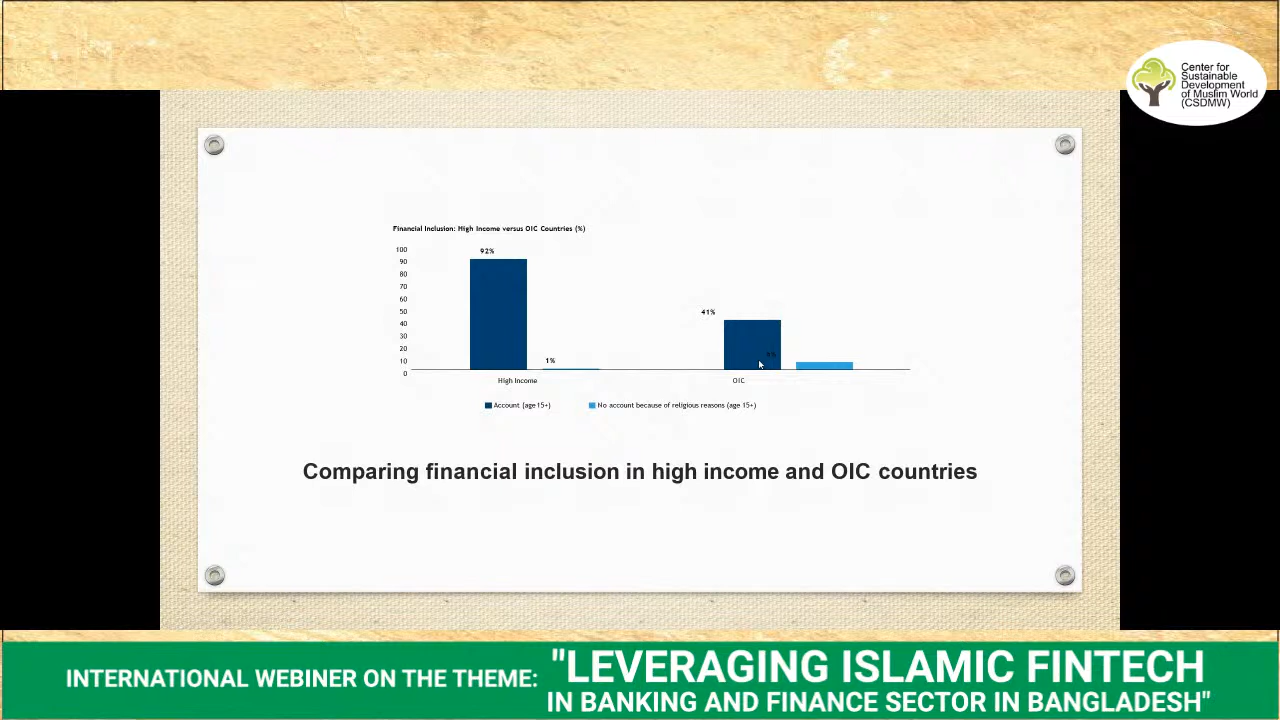 Center for
Sustainable
Development
of Muslim World
(CSDMW)
Financial Inclusion: High Income versus OIC Countries (%)
100
90
80
70
60
50
40
30
20
10
0
92%
1%
41%
High Income
OIC
Account (age 15+)
No account because of religious reasons (age 15+)
Comparing financial inclusion in high income and OIC countries
INTERNATIONAL WEBINER ON THE THEME:
"LEVERAGING ISLAMIC FINTECH
IN BANKING AND FINANCE SECTOR IN BANGLADESH"